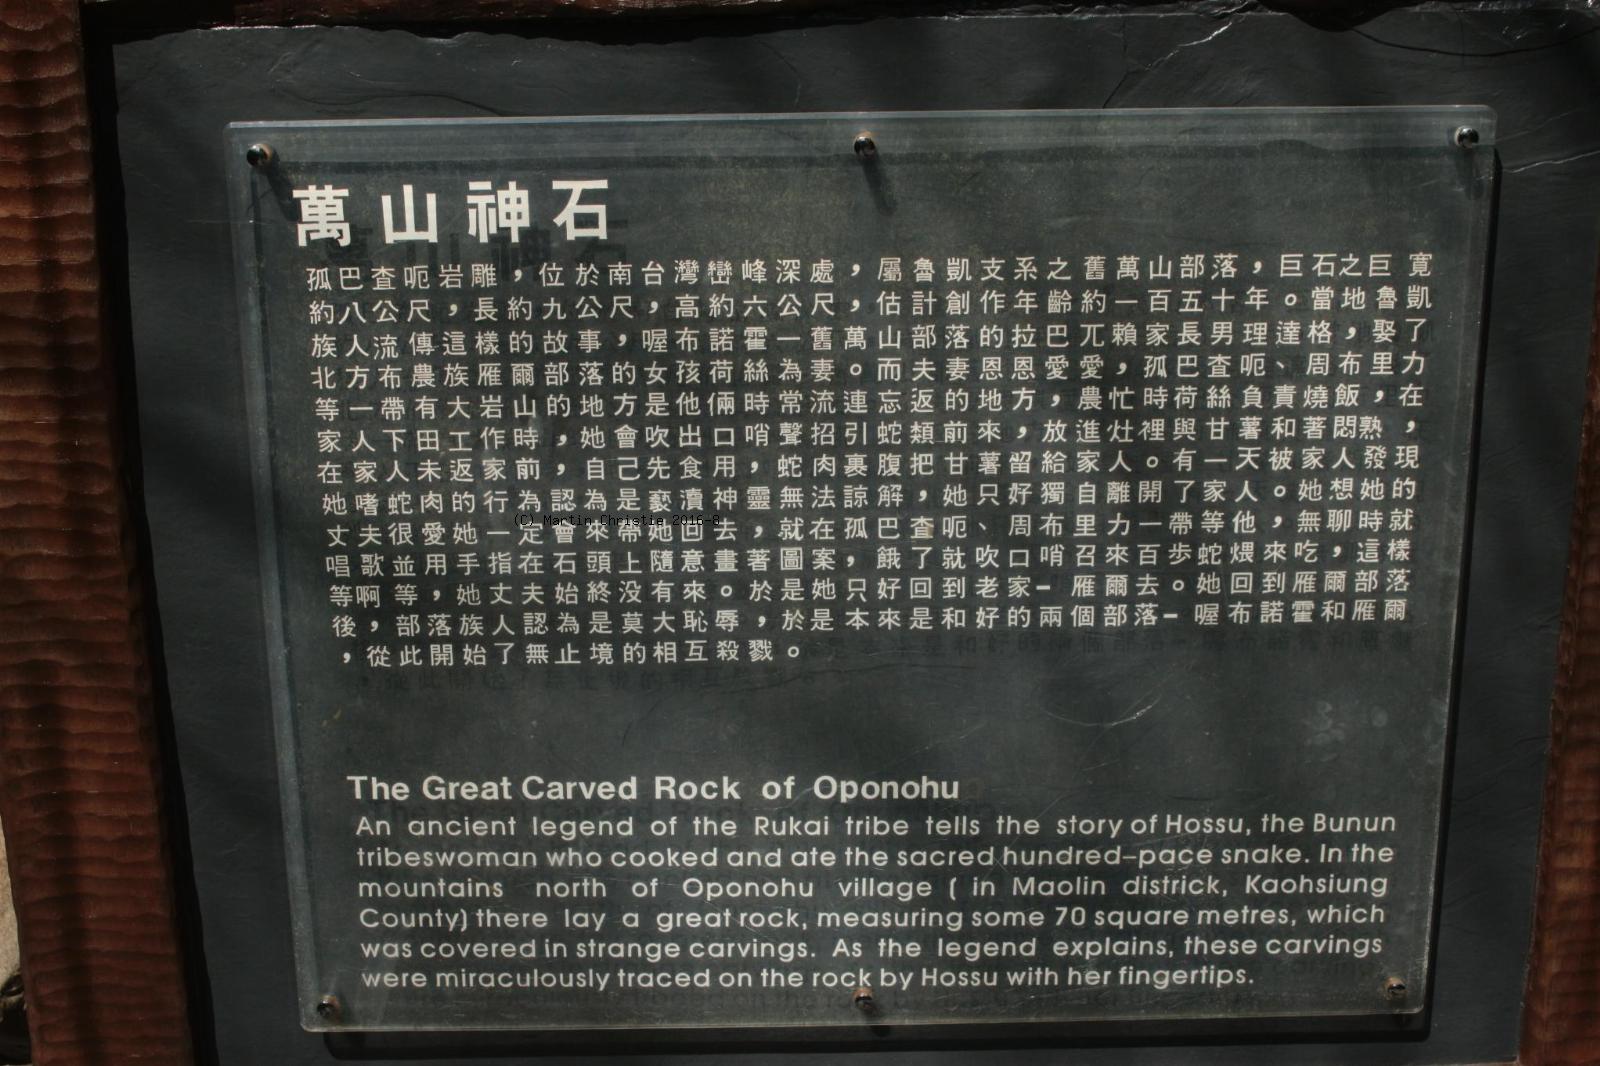 萬山神石
孤巴查呃岩雕，位於南台灣巒峰深處，屬魯凱支系之舊萬山部落，巨石之巨寬
約八公尺，長約九公尺，高約六公尺，估計創作年齡約一百五十年。當地魯凱
族人流傳這樣的故事，喔布諾霍一舊萬山部落的拉巴兀賴家長男理達格，娶了
北方布農族雁爾部落的女孩荷絲為妻。而夫妻恩恩愛愛，孤巴查呃、周布里力
等一帶有大岩山的地方是他倆時常流連忘返的地方，農忙時荷絲負責燒飯，在
家人下田工作時，她會吹出口哨聲招引蛇類前來，放進灶裡與甘薯和著悶熟，
在家人未返家前，自己先食用，蛇肉裹腹把甘薯留給家人。有一天被家人發現
她嗜蛇肉的行為認為是褻瀆神靈無法諒解，她只好獨自離開了家人。她想她的
丈夫很愛她一定會來帶她回去，就在孤巴查呃、周布里力一帶等他，無聊時就
唱歌並用手指在石頭上隨意畫著圖案，餓了就吹口哨召來百步蛇煨來吃，這樣
等啊等，她丈夫始終沒有來。於是她只好回到老家－雁爾去。她回到雁爾部落
後，部落族人認為是莫大恥辱，於是本來是和好的兩個部落－喔布諾霍和雁爾
，從此開始了無止境的相互殺戮。
The Great Carved Rock of Oponohu
An ancient legend of the Rukai tribe tells the story of Hossu, the Bunun
tribeswoman who cooked and ate the sacred hundred-pace snake. In the
mountains north of Oponohu village ( in Maolin districk, Kaohsiung
County) there lay a great rock, measuring some 70 square metres, which
was covered in strange carvings. As the legend explains, these carvings
were miraculously traced on the rock by Hossu with her fingertips.
(C) Martin Christie 2016-8